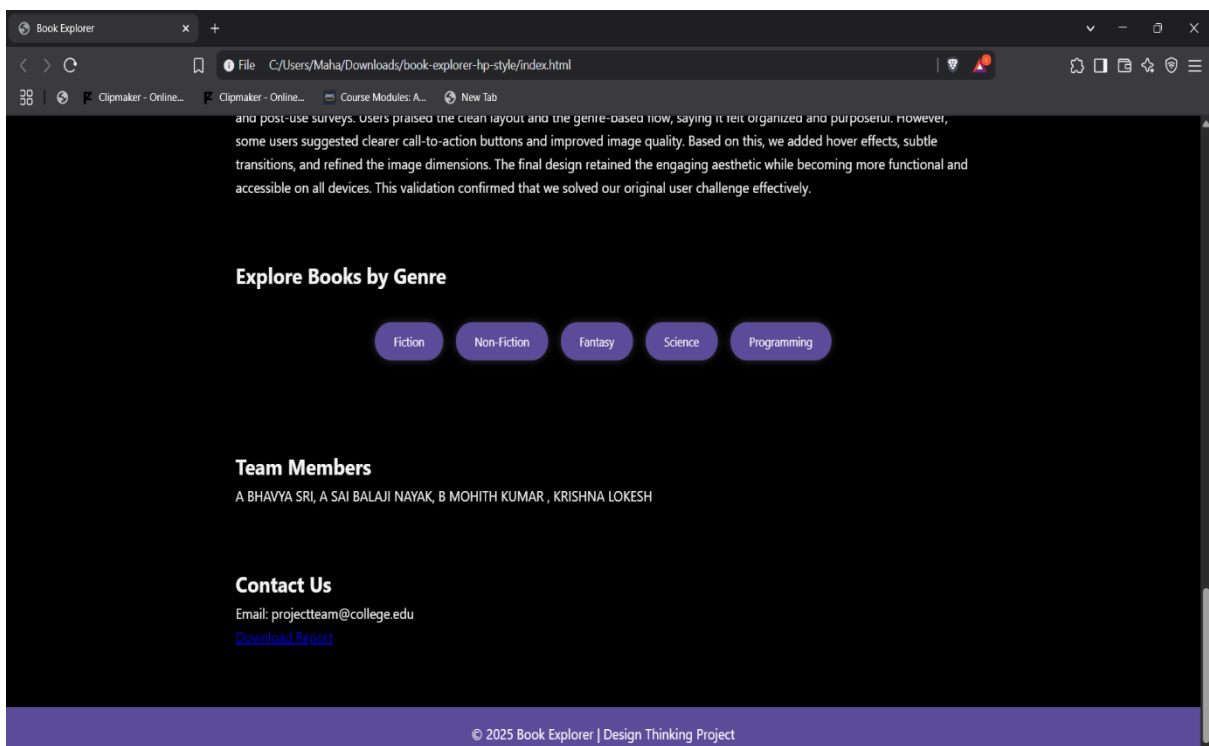 Book Explorer
File C:/Users/Maha/Downloads/book-explorer-hp-style/index.html
1
Clipmaker - Online...
Clipmaker - Online...
aws
Course Modules: A...
New Tab
and post-use surveys. Users praised the clean layout and the genre-based flow, saying it felt organized and purposeful. However,
some users suggested clearer call-to-action buttons and improved image quality. Based on this, we added hover effects, subtle
transitions, and refined the image dimensions. The final design retained the engaging aesthetic while becoming more functional and
accessible on all devices. This validation confirmed that we solved our original user challenge effectively.
Explore Books by Genre
Fiction
Non-Fiction
Fantasy
Science
Programming
Team Members
A BHAVYA SRI, A SAI BALAJI NAYAK, B MOHITH KUMAR , KRISHNA LOKESH
Contact Us
Email: projectteam@college.edu
Download Report
© 2025 Book Explorer | Design Thinking Project